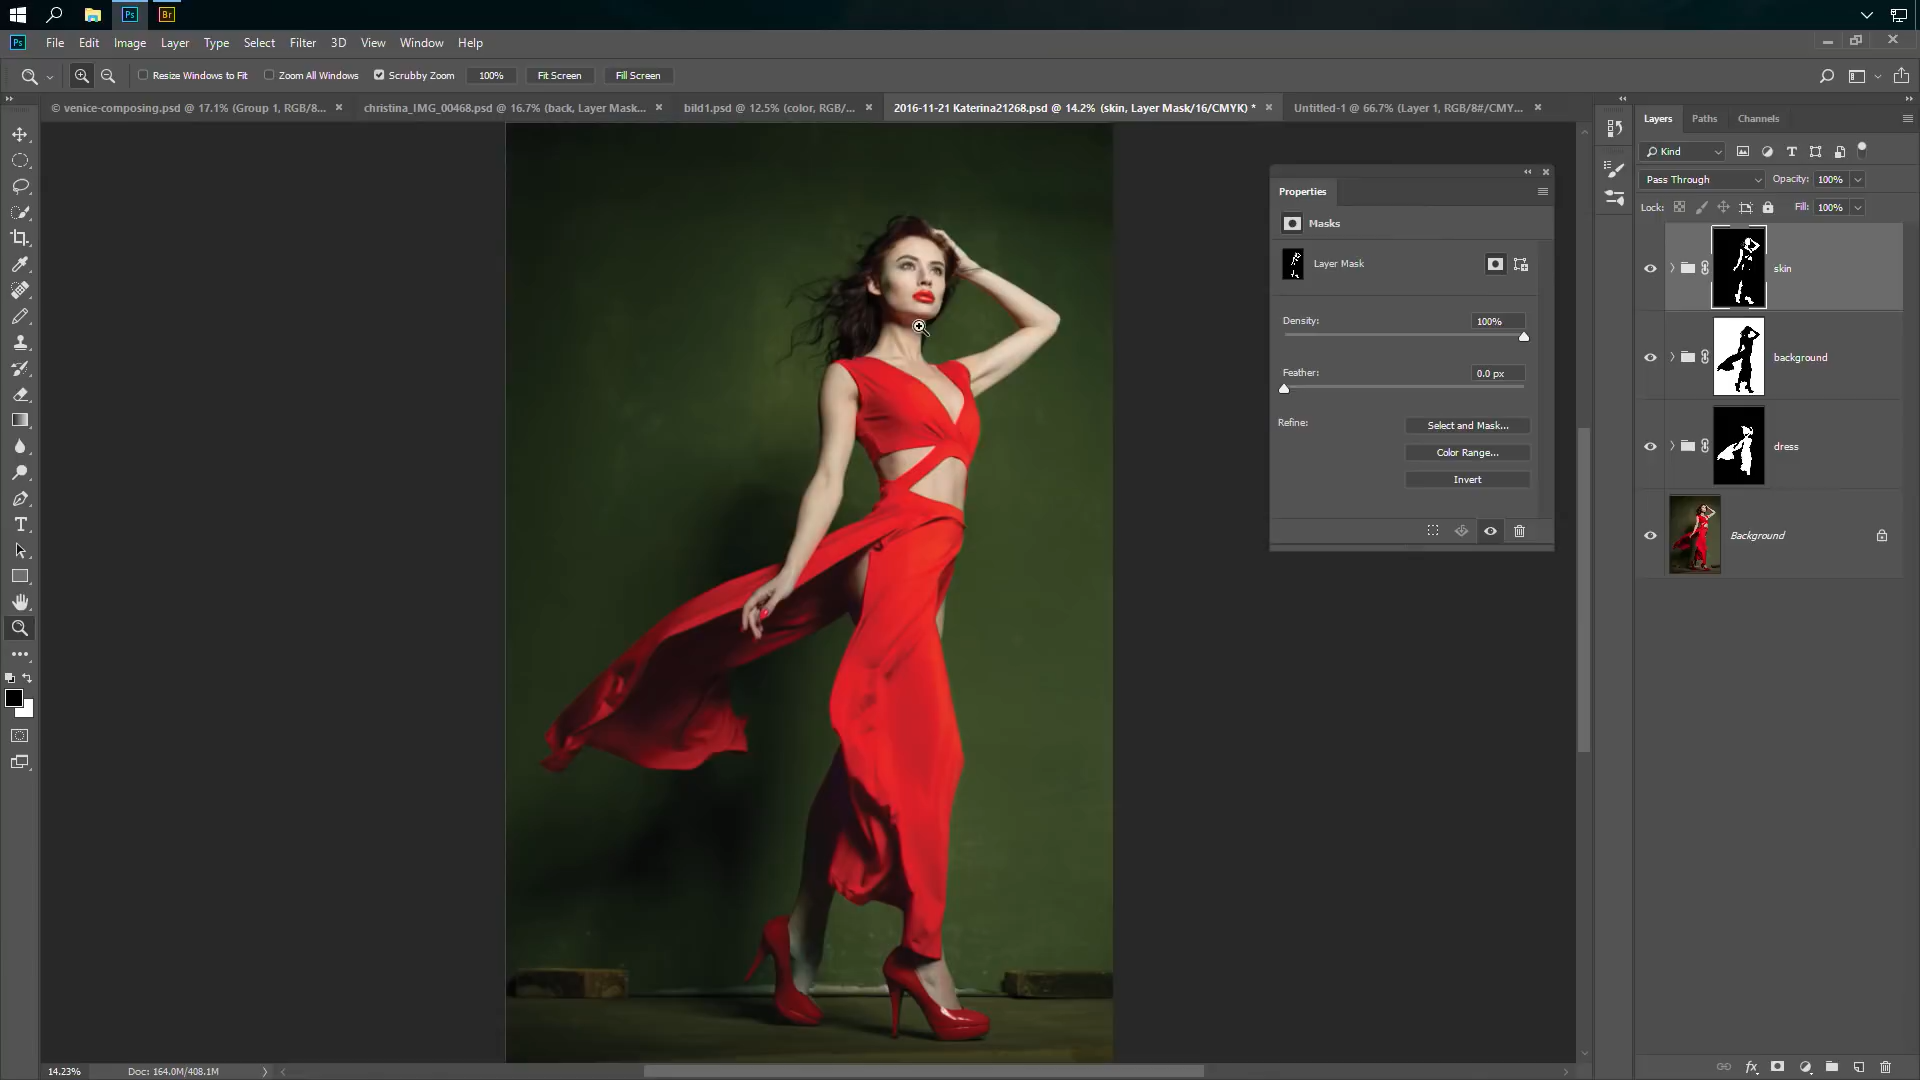 Ps
Br
Ps
File Edit Image Layer Type Select Filter 3D View Window Help
Resize Windows to Fit Zoom All Windows Scrubby Zoom 100% Fit Screen Fill Screen
© venice-composing.psd @ 17.1% (Group 1, RGB/8...
christina_IMG_00468.psd @ 16.7% (back, Layer Mask...
bild1.psd @ 12.5% (color, RGB/...
2016-11-21 Katerina21268.psd @ 14.2% (skin, Layer Mask/16/CMYK) *
Untitled-1 @ 66.7% (Layer 1, RGB/8#/CMY...
Layers Paths Channels
Kind
Pass Through Opacity: 100%
Lock: Fill: 100%
skin
background
dress
Background
Properties
Masks
Layer Mask
Density: 100%
Feather: 0.0 px
Refine: Select and Mask...
Color Range...
Invert
14.23% Doc: 164.0M/408.1M